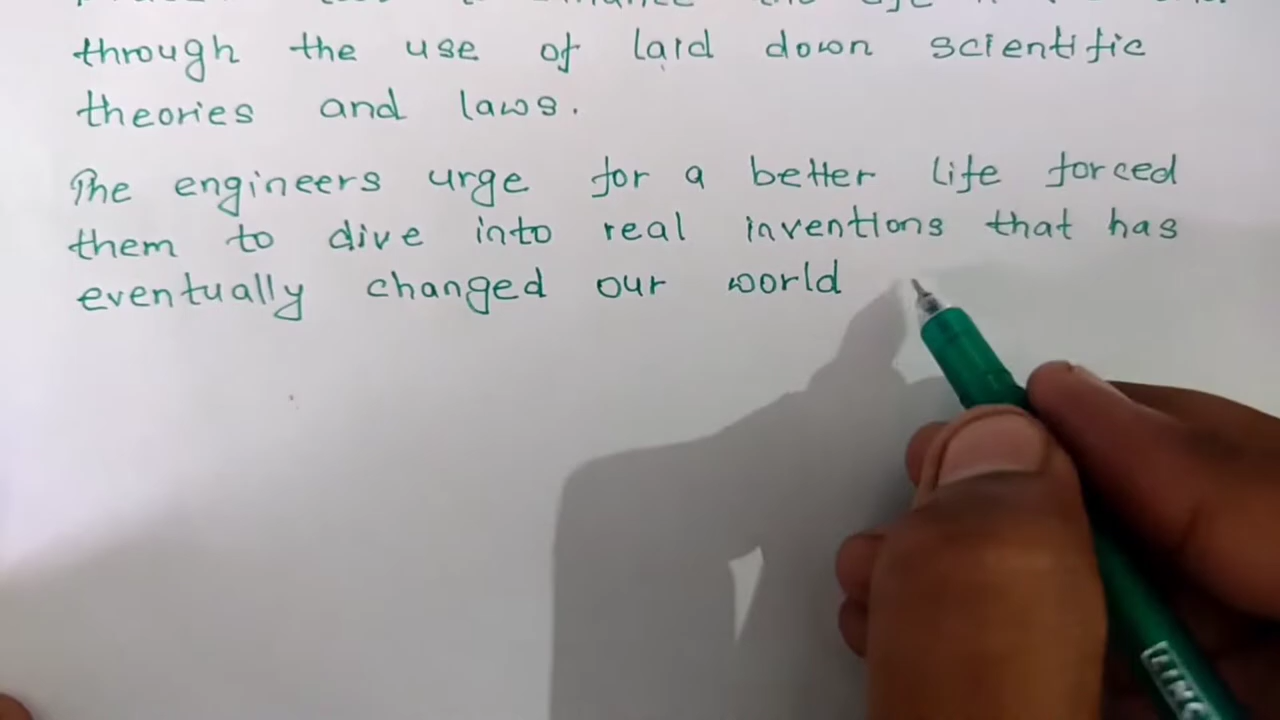 through the use of laid down scientific
theories and laws.
The engineers urge for a better life forced
them to dive into real inventions that has
eventually changed our world
LINC